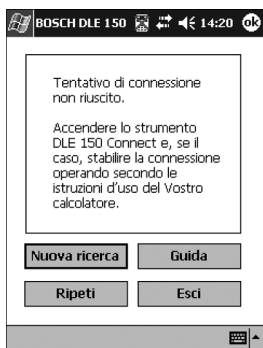 BOSCH DLE 150 14:20 ok
Tentativo di connessione
non riuscito.
Accendere lo strumento
DLE 150 Connect e, se il
caso, stabilire la connessione
operando secondo le
istruzioni d'uso del Vostro
calcolatore.
Nuova ricerca Guida
Ripeti Esci